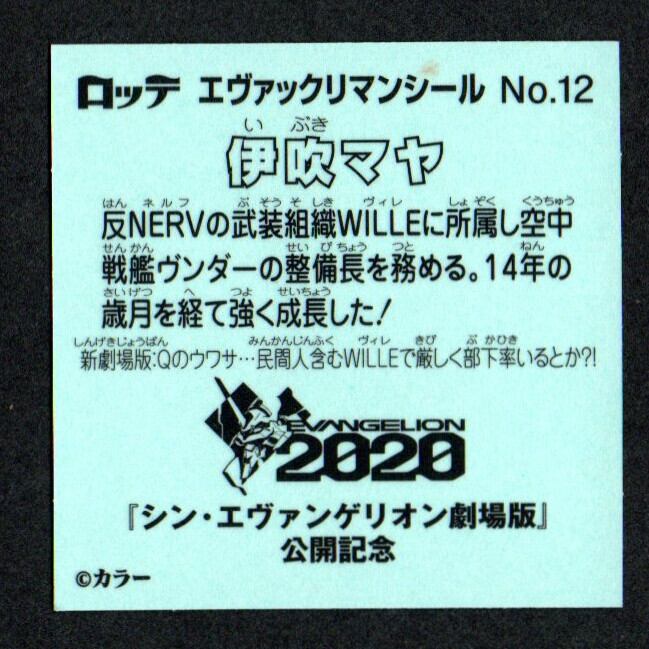 ロッテ エヴァックリマンシール No.12
い ぶき
伊吹マヤ
はん ネルフ ぶ そう そ しき ヴィレ しょ ぞく くうちゅう
反NERVの武装組織WILLEに所属し空中
せんかん せい び ちょう つと ねん
戦艦ヴンダーの整備長を務める。14年の
さいげつ へ つよ せいちょう
歳月を経て強く成長した!
しんげきじょうばん みんかんじんふく ヴィレ きび ぶ かひき
新劇場版:Qのウワサ…民間人含むWILLEで厳しく部下率いるとか?!
EVANGELION
2020
『シン・エヴァンゲリオン劇場版』
公開記念
©カラー